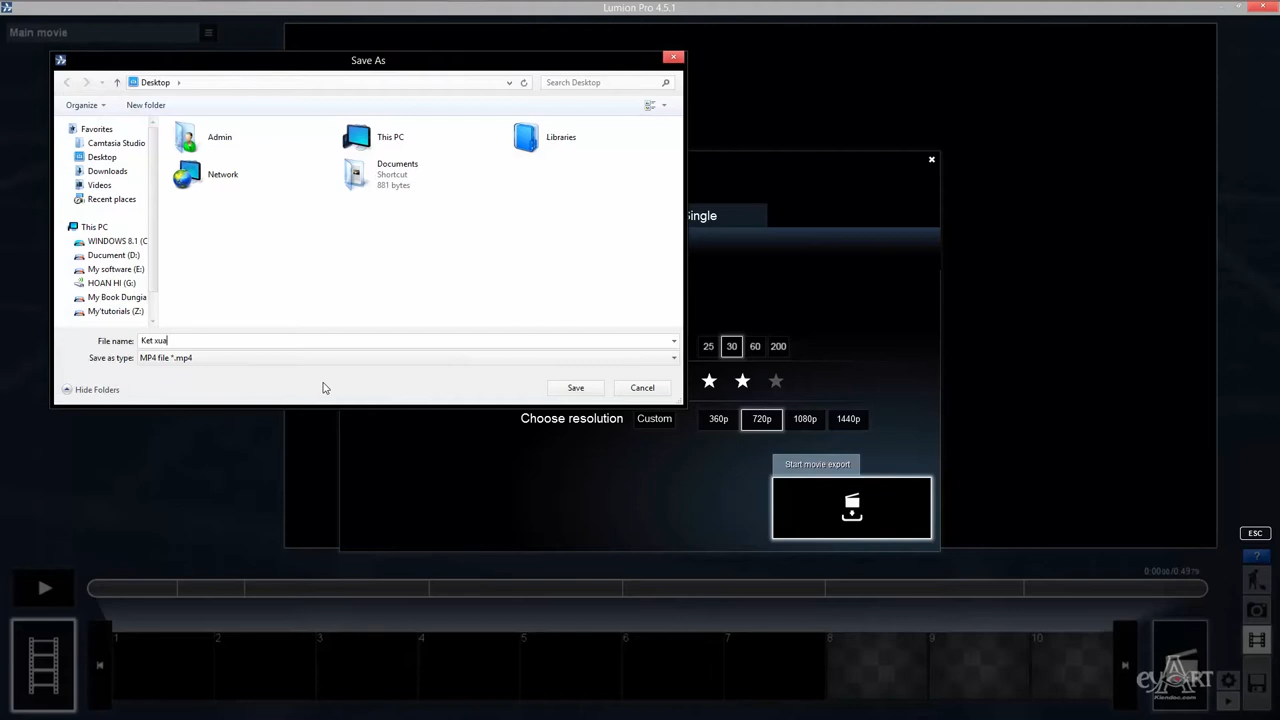 Lumion Pro 4.5.1
Main movie
Save As
Desktop
Search Desktop
Organize
New folder
Favorites
Camtasia Studio
Desktop
Downloads
Videos
Recent places
This PC
WINDOWS 8.1 (C
Ducument (D:)
My software (E:)
HOAN HI (G:)
My Book Dungia
My'tutorials (Z:)
Admin
This PC
Libraries
Network
Documents
Shortcut
881 bytes
File name: Ket xua
Save as type: MP4 file *.mp4
Hide Folders
Save Cancel
Single
25 30 60 200
Choose resolution Custom 360p 720p 1080p 1440p
Start movie export
ESC
?
1 2 3 4 5 6 7 8 9 10
Kiendoc.com